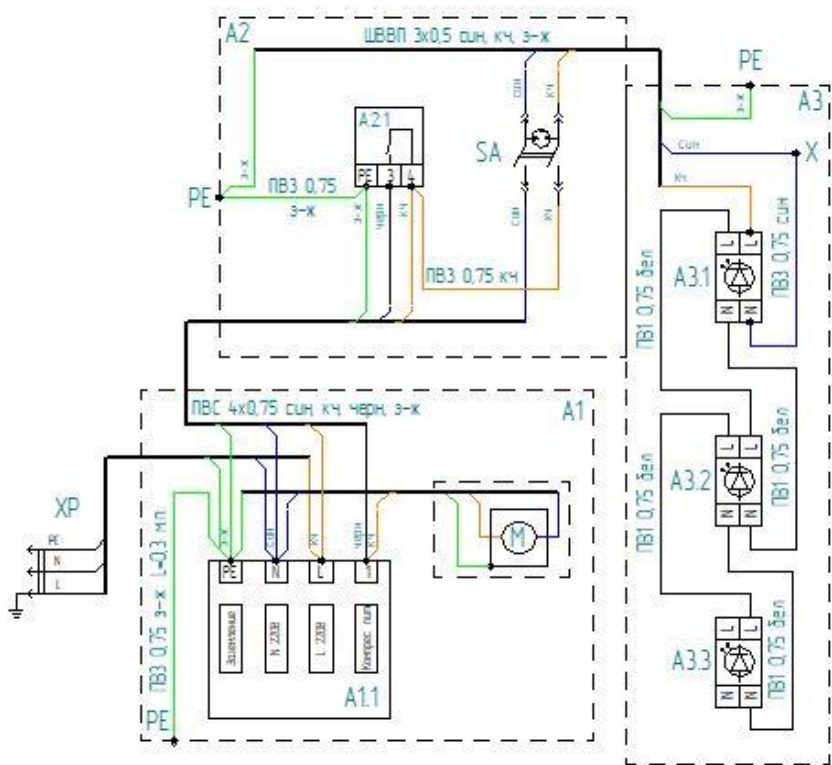 A2
ШВВП 3х0,5 син, кч, з-ж
PE
A3
син
кч
з-ж
A2.1
SA
син
X
PE 3 4
кч
з-ж
ПВ3 0,75
з-ж
PE
з-ж
черн
кч
син
кч
ПВ3 0,75 кч
L L
A3.1
N N
ПВ3 0,75 син
ПВ1 0,75 бел
ПВС 4х0,75 син, кч, черн, з-ж
A1
L L
A3.2
N N
ПВ1 0,75 бел
ПВ1 0,75 бел
XP
PE
N
L
з-ж
син
кч
черн
кч
M
PE N L 1
Заземление
N 220В
L 220В
A1.1
ПВ3 0,75 з-ж L=0,3 мп.
PE
L L
A3.3
N N
ПВ1 0,75 бел